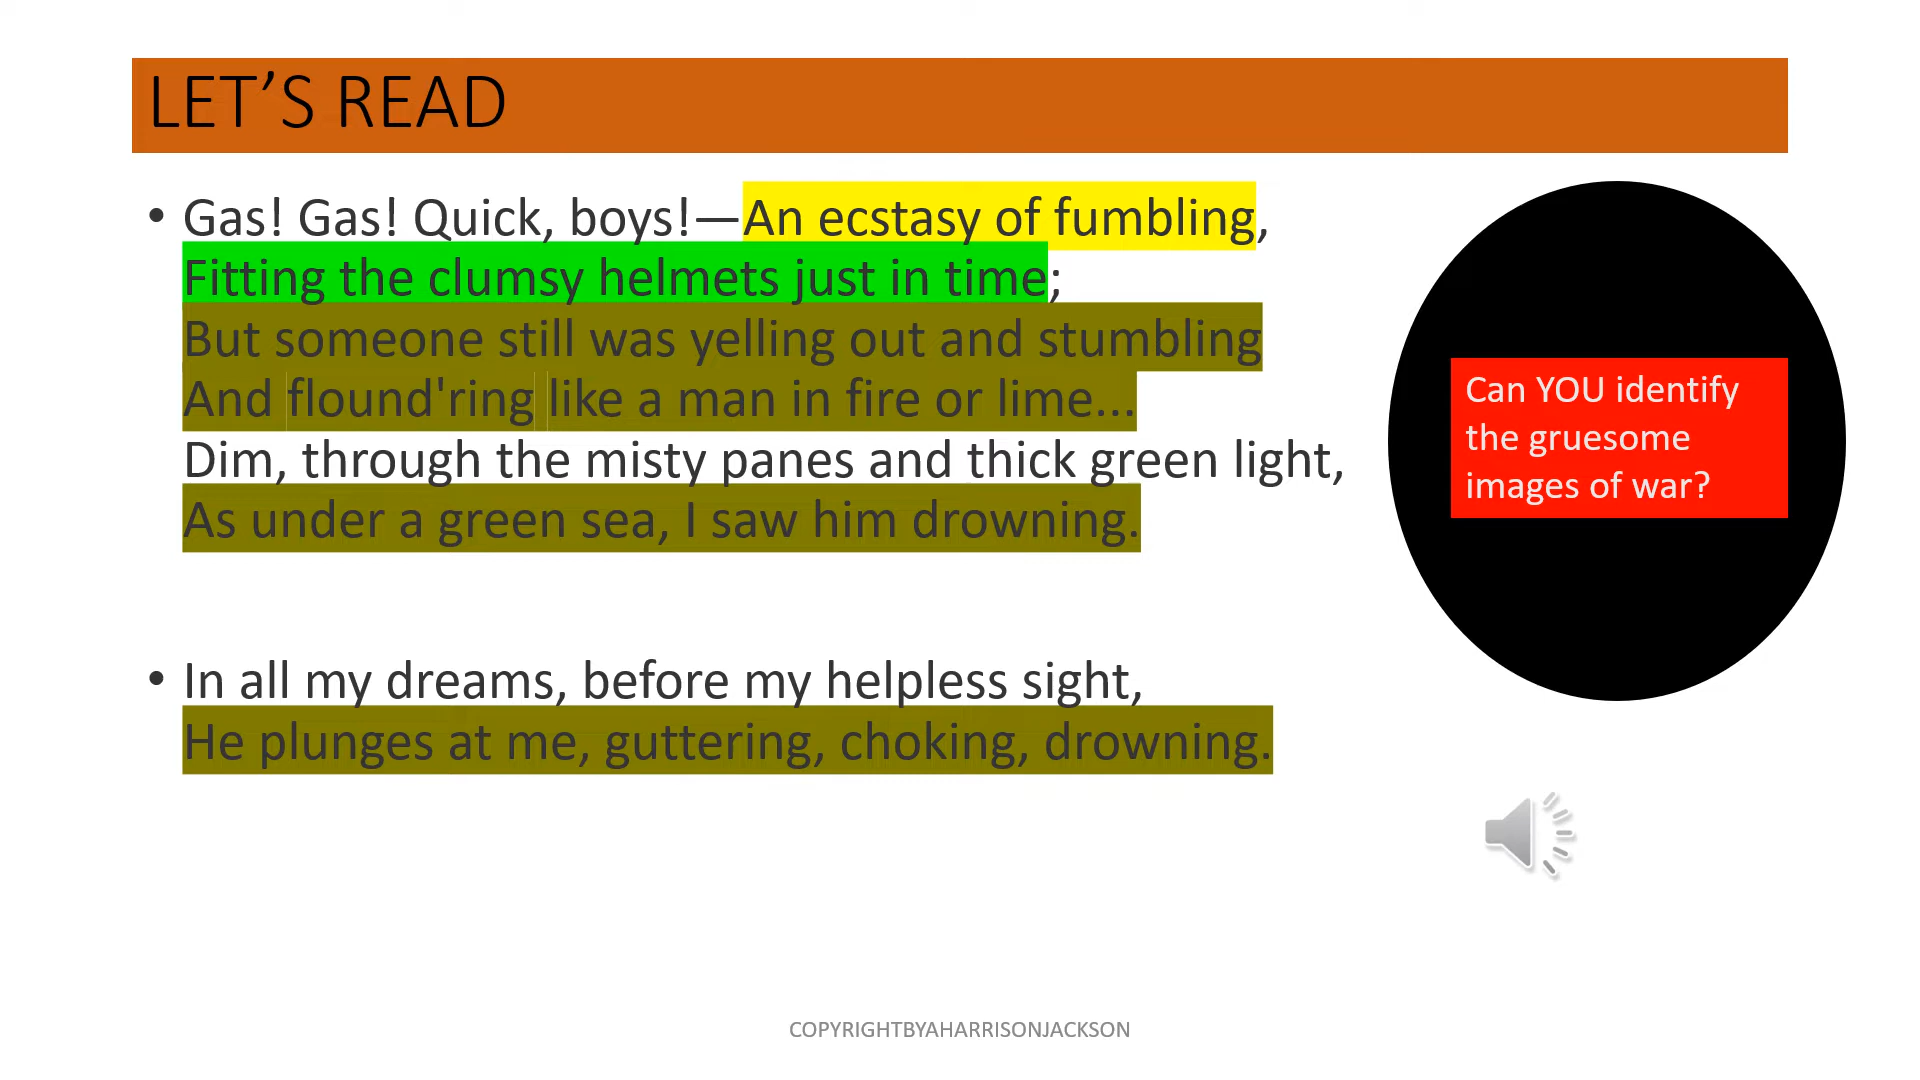 LET’S READ
• Gas! Gas! Quick, boys!—An ecstasy of fumbling,
Fitting the clumsy helmets just in time;
But someone still was yelling out and stumbling
And flound'ring like a man in fire or lime...
Dim, through the misty panes and thick green light,
As under a green sea, I saw him drowning.
• In all my dreams, before my helpless sight,
He plunges at me, guttering, choking, drowning.
Can YOU identify
the gruesome
images of war?
COPYRIGHTBYAHARRISONJACKSON